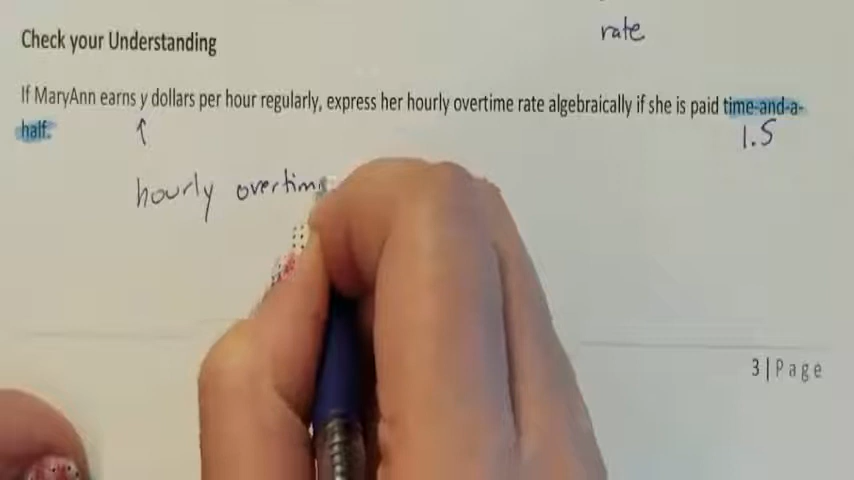 rate
Check your Understanding
If MaryAnn earns y dollars per hour regularly, express her hourly overtime rate algebraically if she is paid time-and-a-
half. ↑ 1.5
hourly overtim
3 | Page